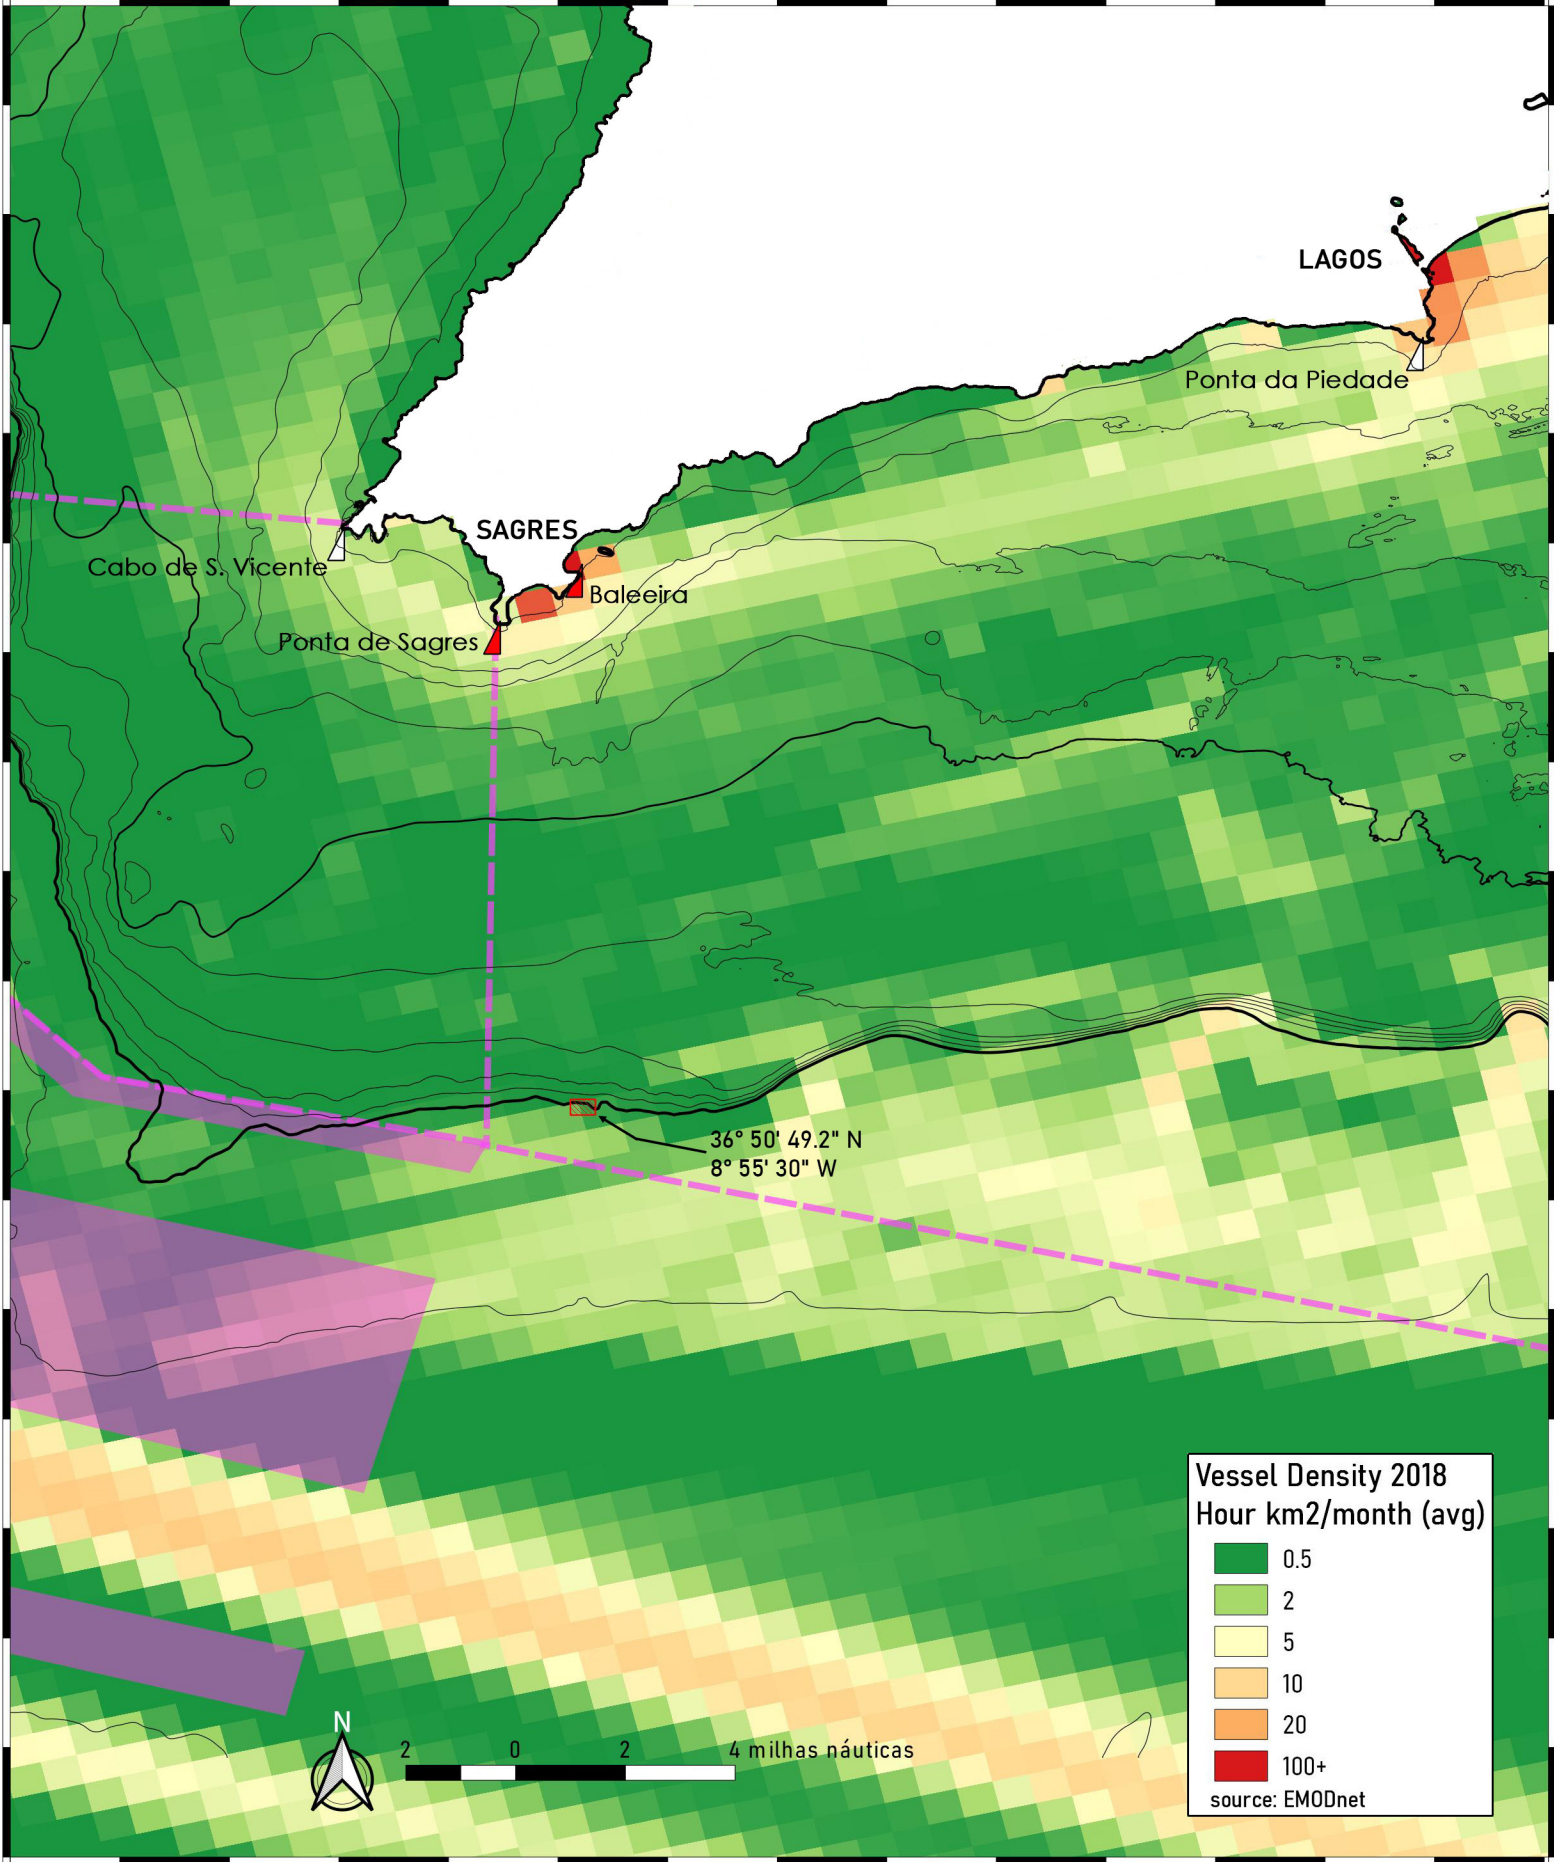 LAGOS
Ponta da Piedade
SAGRES
Cabo de S. Vicente
Baleeira
Ponta de Sagres
36° 50' 49.2" N
8° 55' 30" W
Vessel Density 2018
Hour km2/month (avg)
0.5
2
5
10
20
100+
source: EMODnet
N
2 0 2 4 milhas náuticas